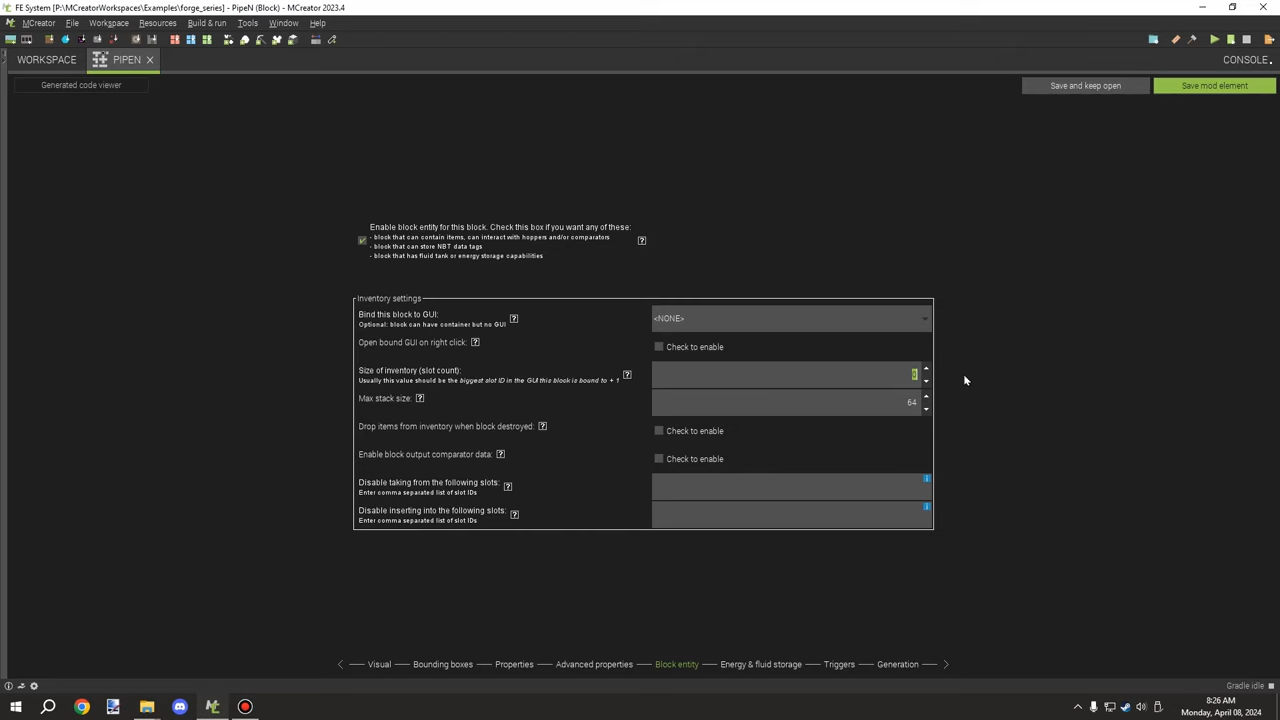 FE System [P:\MCreatorWorkspaces\Examples\forge_series] - PipeN (Block) - MCreator 2023.4
MCreator File Workspace Resources Build & run Tools Window Help
WORKSPACE PIPEN CONSOLE
Generated code viewer Save and keep open Save mod element
Enable block entity for this block. Check this box if you want any of these:
- block that can contain items, can interact with hoppers and/or comparators
- block that can store NBT data tags
- block that has fluid tank or energy storage capabilities
Inventory settings
Bind this block to GUI: <NONE>
Optional: block can have container but no GUI
Open bound GUI on right click: Check to enable
Size of inventory (slot count): 0
Usually this value should be the biggest slot ID in the GUI this block is bound to + 1
Max stack size: 64
Drop items from inventory when block destroyed: Check to enable
Enable block output comparator data: Check to enable
Disable taking from the following slots:
Enter comma separated list of slot IDs
Disable inserting into the following slots:
Enter comma separated list of slot IDs
Visual Bounding boxes Properties Advanced properties Block entity Energy & fluid storage Triggers Generation
Gradle idle
8:26 AM
Monday, April 08, 2024